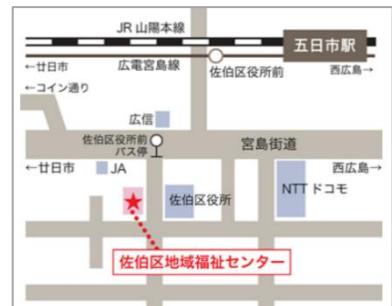 JR 山陽本線
五日市駅
←廿日市
広電宮島線
佐伯区役所前
西広島→
←コイン通り
広信
佐伯区役所前
バス停
宮島街道
←廿日市
JA
佐伯区役所
NTT ドコモ
西広島→
佐伯区地域福祉センター